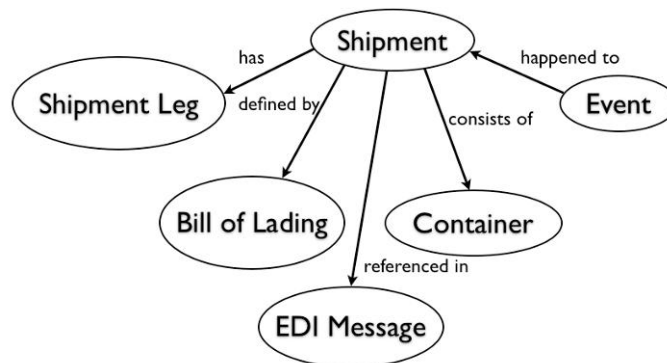 Shipment
has
happened to
Shipment Leg
defined by
Event
consists of
Bill of Lading
Container
referenced in
EDI Message